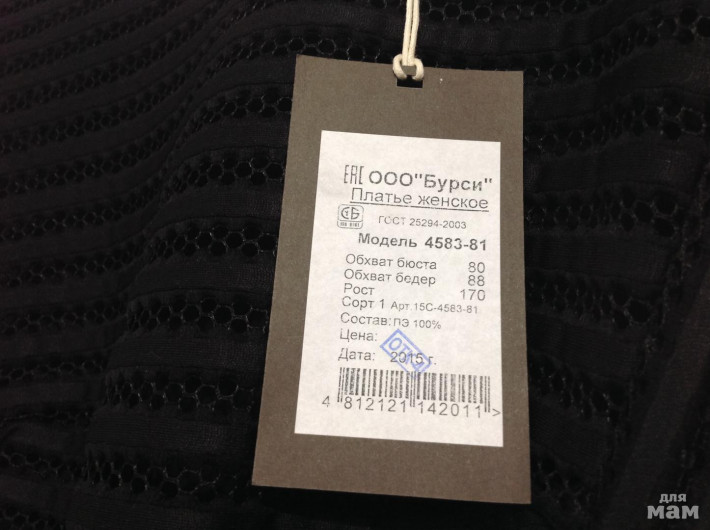 ЕАС ООО"Бурси"
Платье женское
СТБ
ГОСТ 25294-2003
Модель 4583-81
Обхват бюста 80
Обхват бедер 88
Рост 170
Сорт 1 Арт.15С-4583-81
Состав: ПЭ 100%
Цена:
Дата: 2015 г.
4 812121 142011 >
для
мам